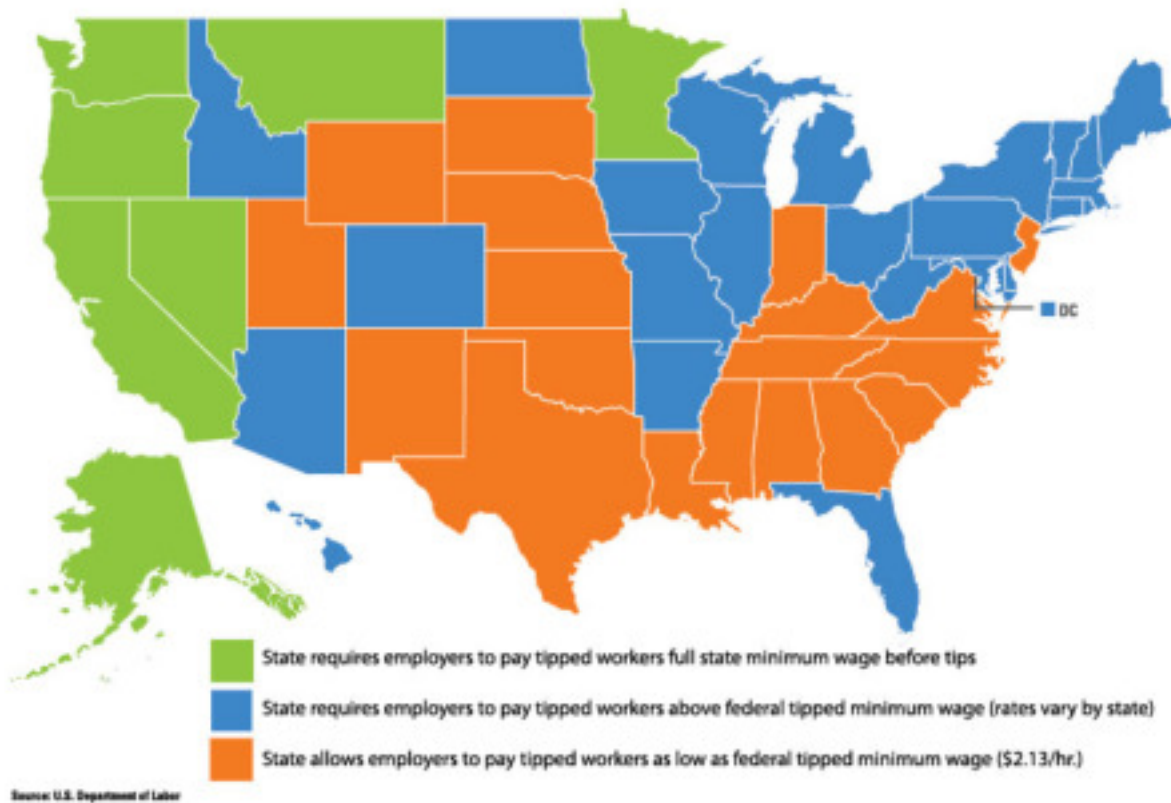 DC
State requires employers to pay tipped workers full state minimum wage before tips
State requires employers to pay tipped workers above federal tipped minimum wage (rates vary by state)
State allows employers to pay tipped workers as low as federal tipped minimum wage ($2.13/hr.)
Source: U.S. Department of Labor